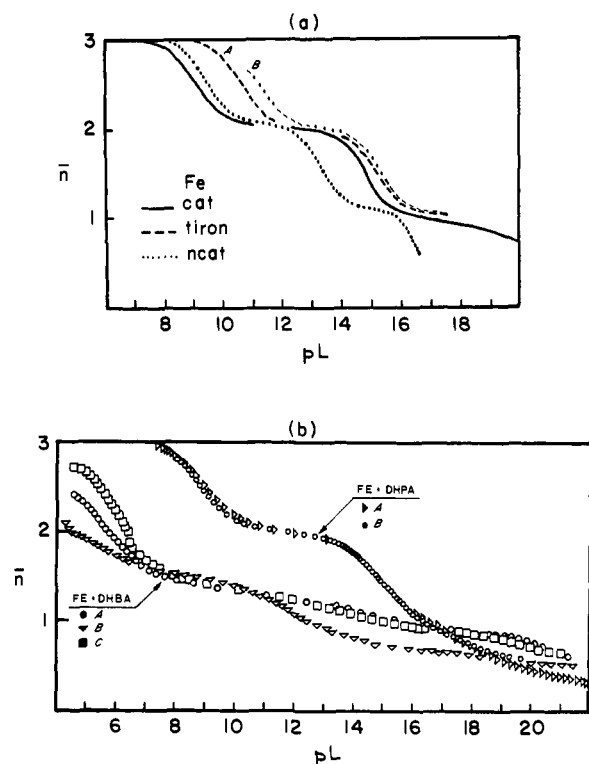 (a)
3
2
1
n̄
A
B
Fe
cat
tiron
ncat
8 10 12 14 16 18
pL
(b)
3
2
1
n̄
FE + DHPA
A
B
FE + DHBA
A
B
C
6 8 10 12 14 16 18 20
pL